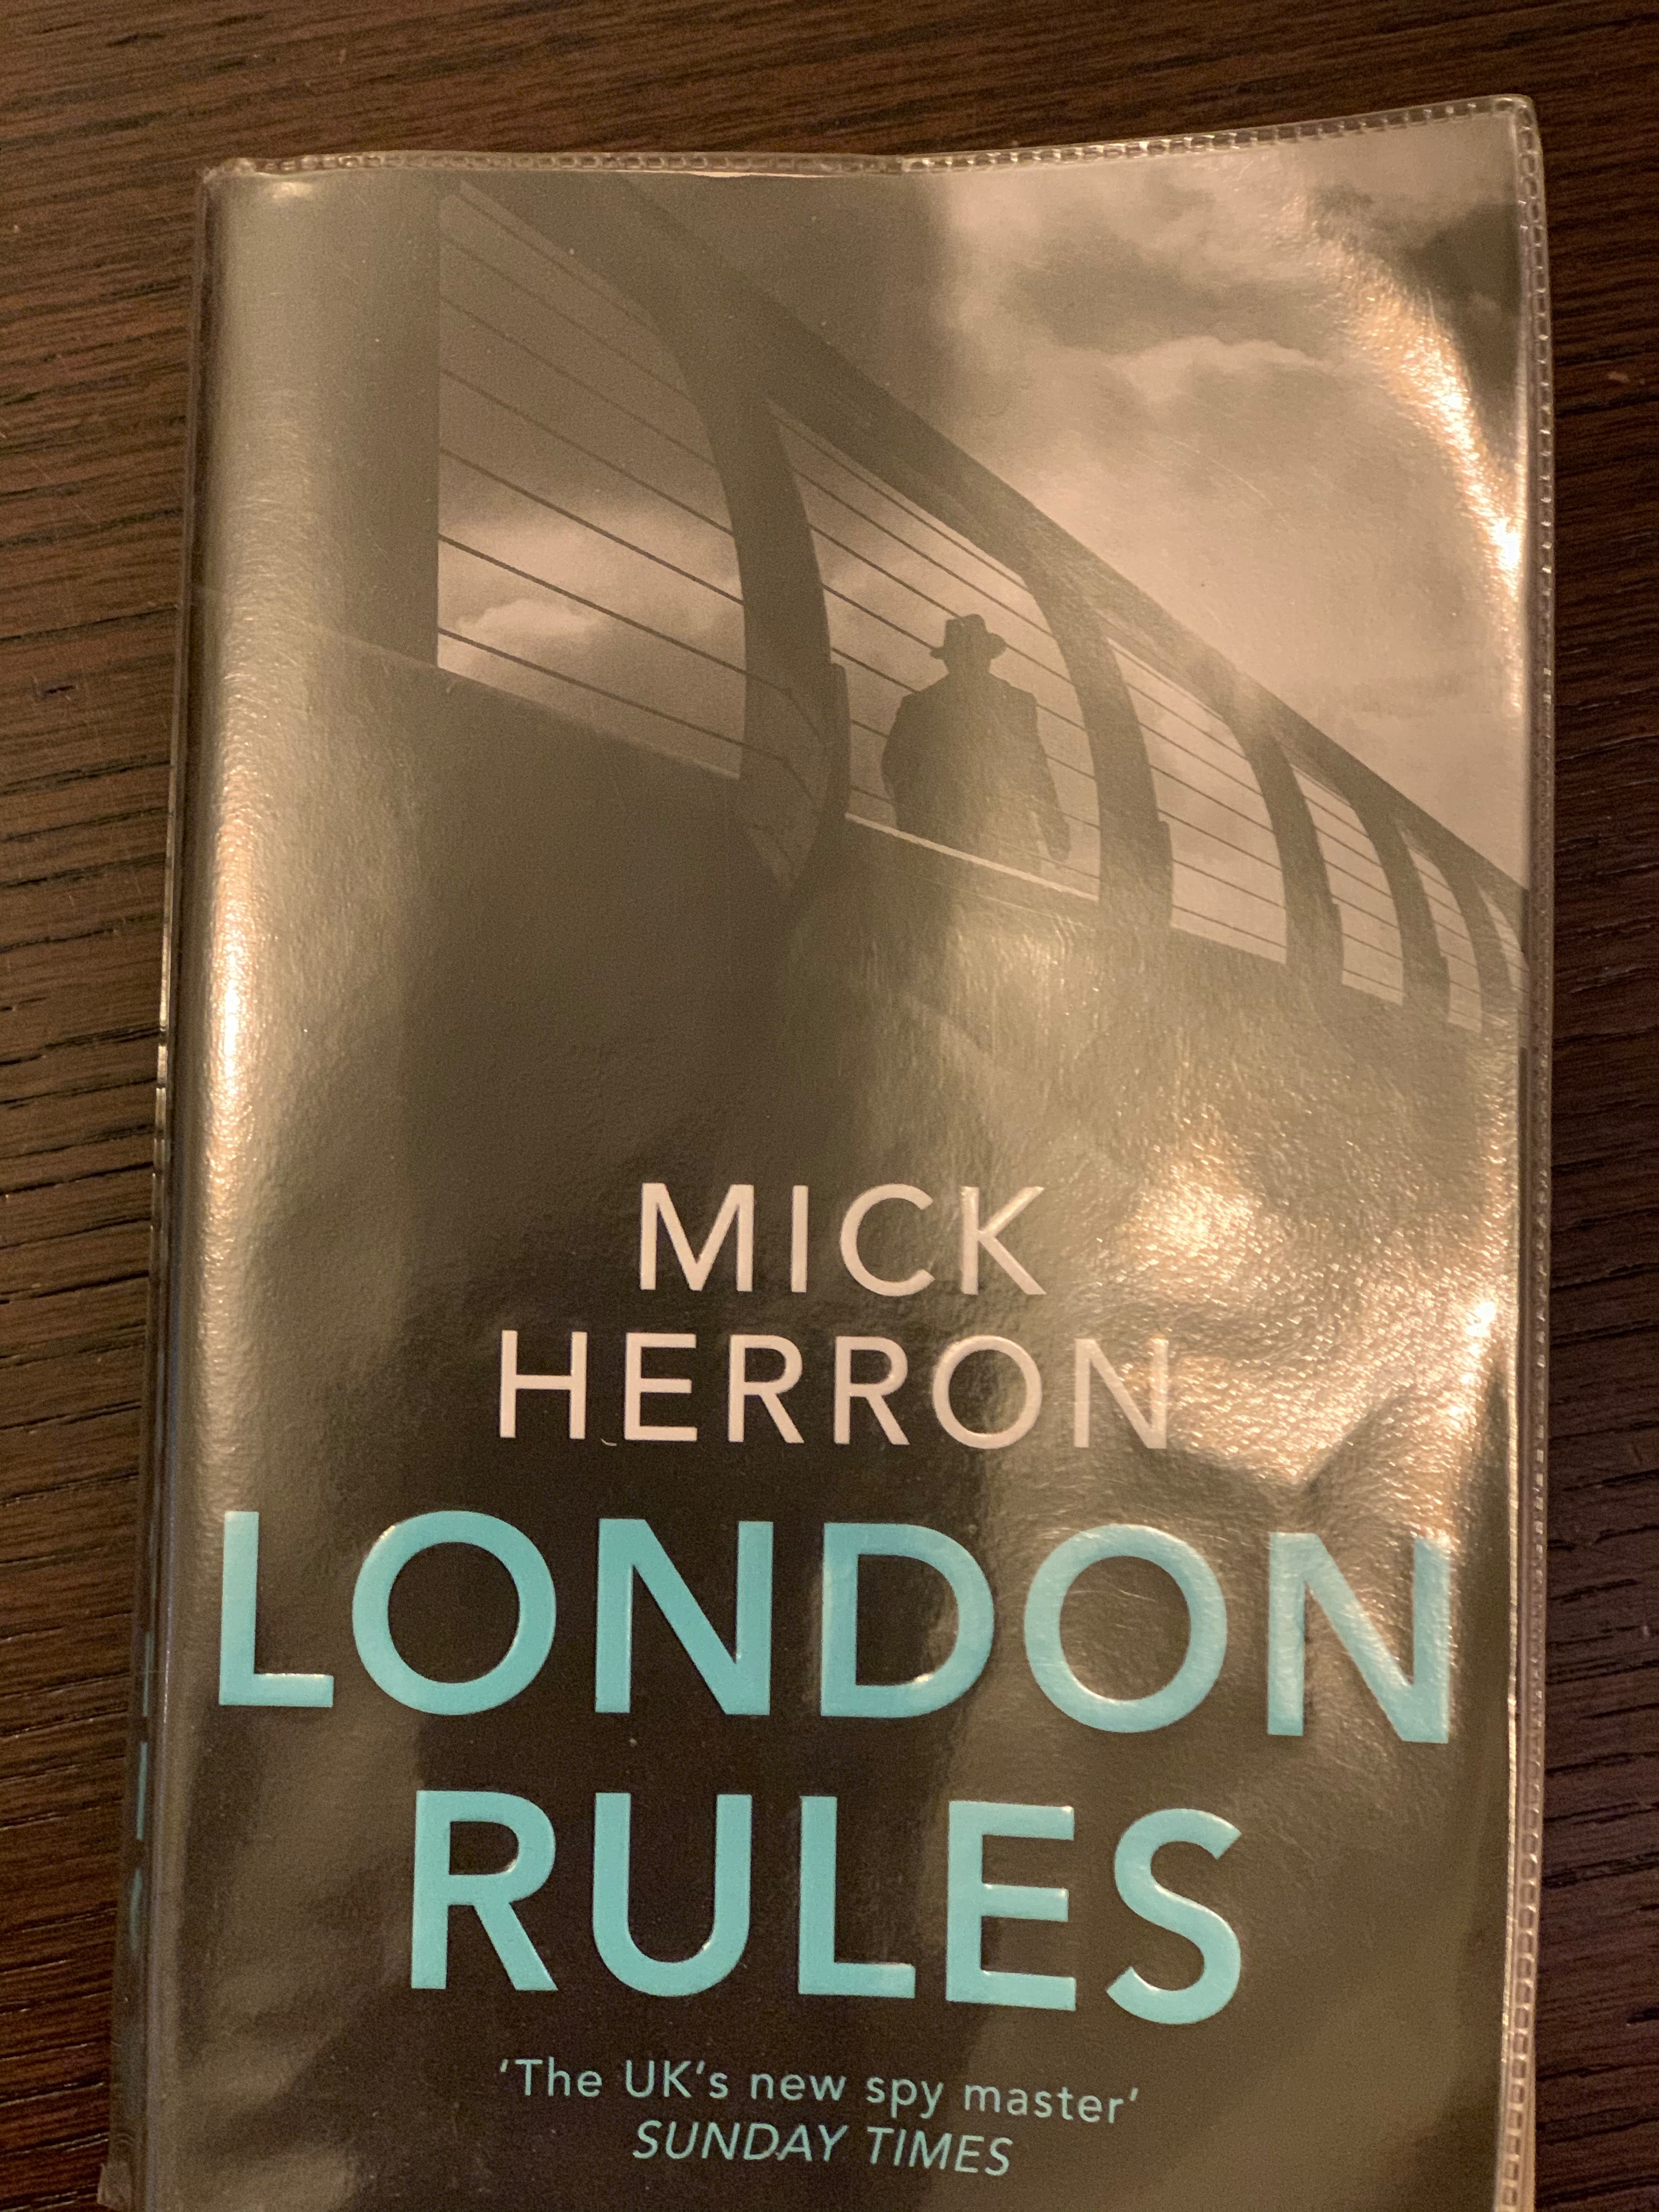 MICK
HERRON
LONDON
RULES
‘The UK‘s new spy master’
SUNDAY TIMES